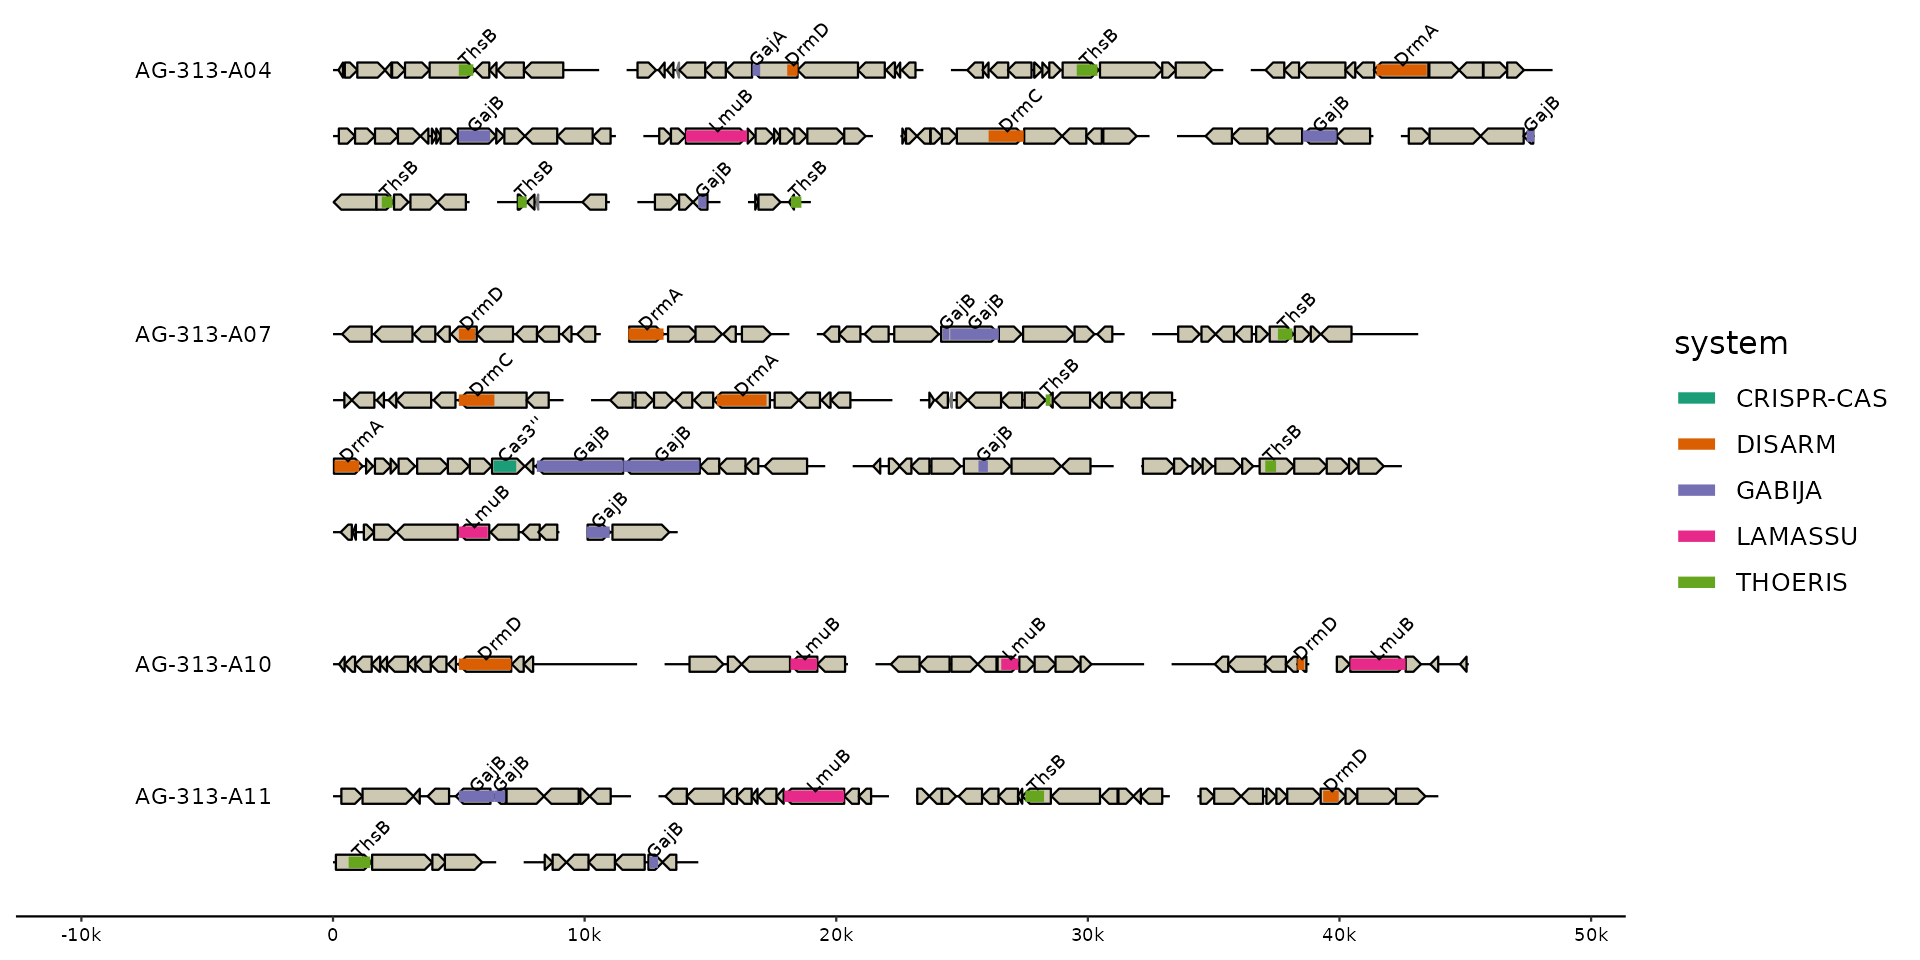 ThsB GajA DrmD ThsB DrmA
AG-313-A04
GajB LmuB DrmC GajB GajB
ThsB ThsB GajB ThsB
DrmD DrmA GajB GajB ThsB
AG-313-A07
DrmC DrmA ThsB
DrmA Cas3'' GajB GajB GajB ThsB
LmuB GajB
DrmD LmuB LmuB DrmD LmuB
AG-313-A10
GajB GajB LmuB ThsB DrmD
AG-313-A11
ThsB GajB
-10k 0 10k 20k 30k 40k 50k
system
CRISPR-CAS
DISARM
GABIJA
LAMASSU
THOERIS